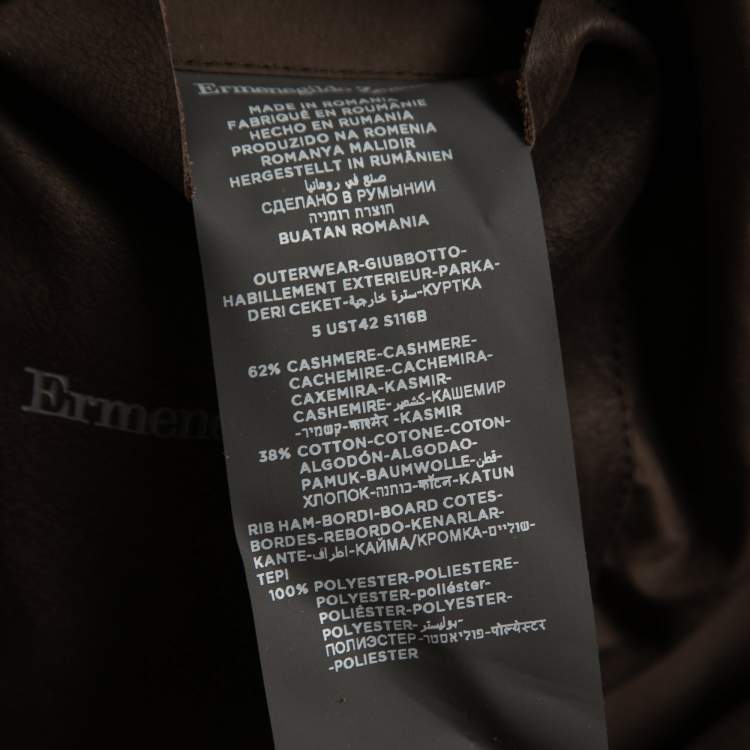 Ermenegildo
MADE IN ROMANIA
FABRIQUÉ EN ROUMANIE
HECHO EN RUMANIA
PRODUZIDO NA ROMENIA
ROMANYA MALIDIR
HERGESTELLT IN RUMÄNIEN
صنع في رومانيا
СДЕЛАНО В РУМЫНИИ
תוצרת רומניה
BUATAN ROMANIA
OUTERWEAR-GIUBBOTTO-
HABILLEMENT EXTERIEUR-PARKA-
DERI CEKET-سترة خارجية-КУРТКА
5 UST42 S116B
62% CASHMERE-CASHMERE-
CACHEMIRE-CACHEMIRA-
CAXEMIRA-KASMIR-
CASHEMIRE-كشمير-КАШЕМИР
-קשמיר-काश्मेर-KASMIR
38% COTTON-COTONE-COTON-
ALGODÓN-ALGODAO-
PAMUK-BAUMWOLLE-قطن-
ХЛОПОК-כותנה-कॉटन-KATUN
RIB HAM-BORDI-BOARD COTES-
BORDES-REBORDO-KENARLAR-
KANTE-اطراف-КАЙМА/КРОМКА-שוליים-
TEPI
100% POLYESTER-POLIESTERE-
POLYESTER-poliéster-
POLIÉSTER-POLYESTER-
POLYESTER-بوليستر-
ПОЛИЭСТЕР-פוליאסטר-पोल्येस्टर
-POLIESTER
Ermeneg